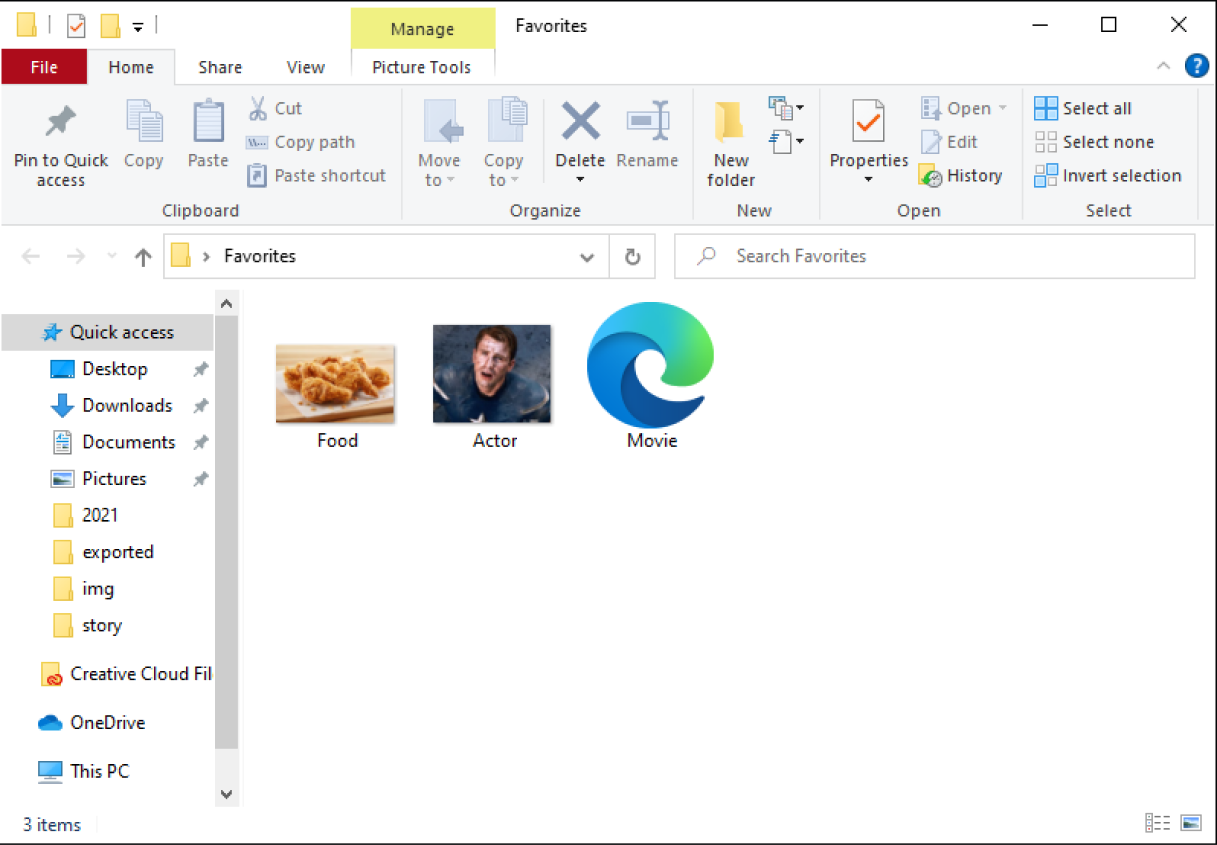 Manage
Favorites
File
Home
Share
View
Picture Tools
?
Pin to Quick
access
Copy
Paste
Cut
Copy path
Paste shortcut
Clipboard
Move
to
Copy
to
Delete
Rename
Organize
New
folder
New
Properties
Open
Edit
History
Open
Select all
Select none
Invert selection
Select
Favorites
Search Favorites
Quick access
Desktop
Downloads
Documents
Pictures
2021
exported
img
story
Creative Cloud Fil
OneDrive
This PC
Food
Actor
Movie
3 items